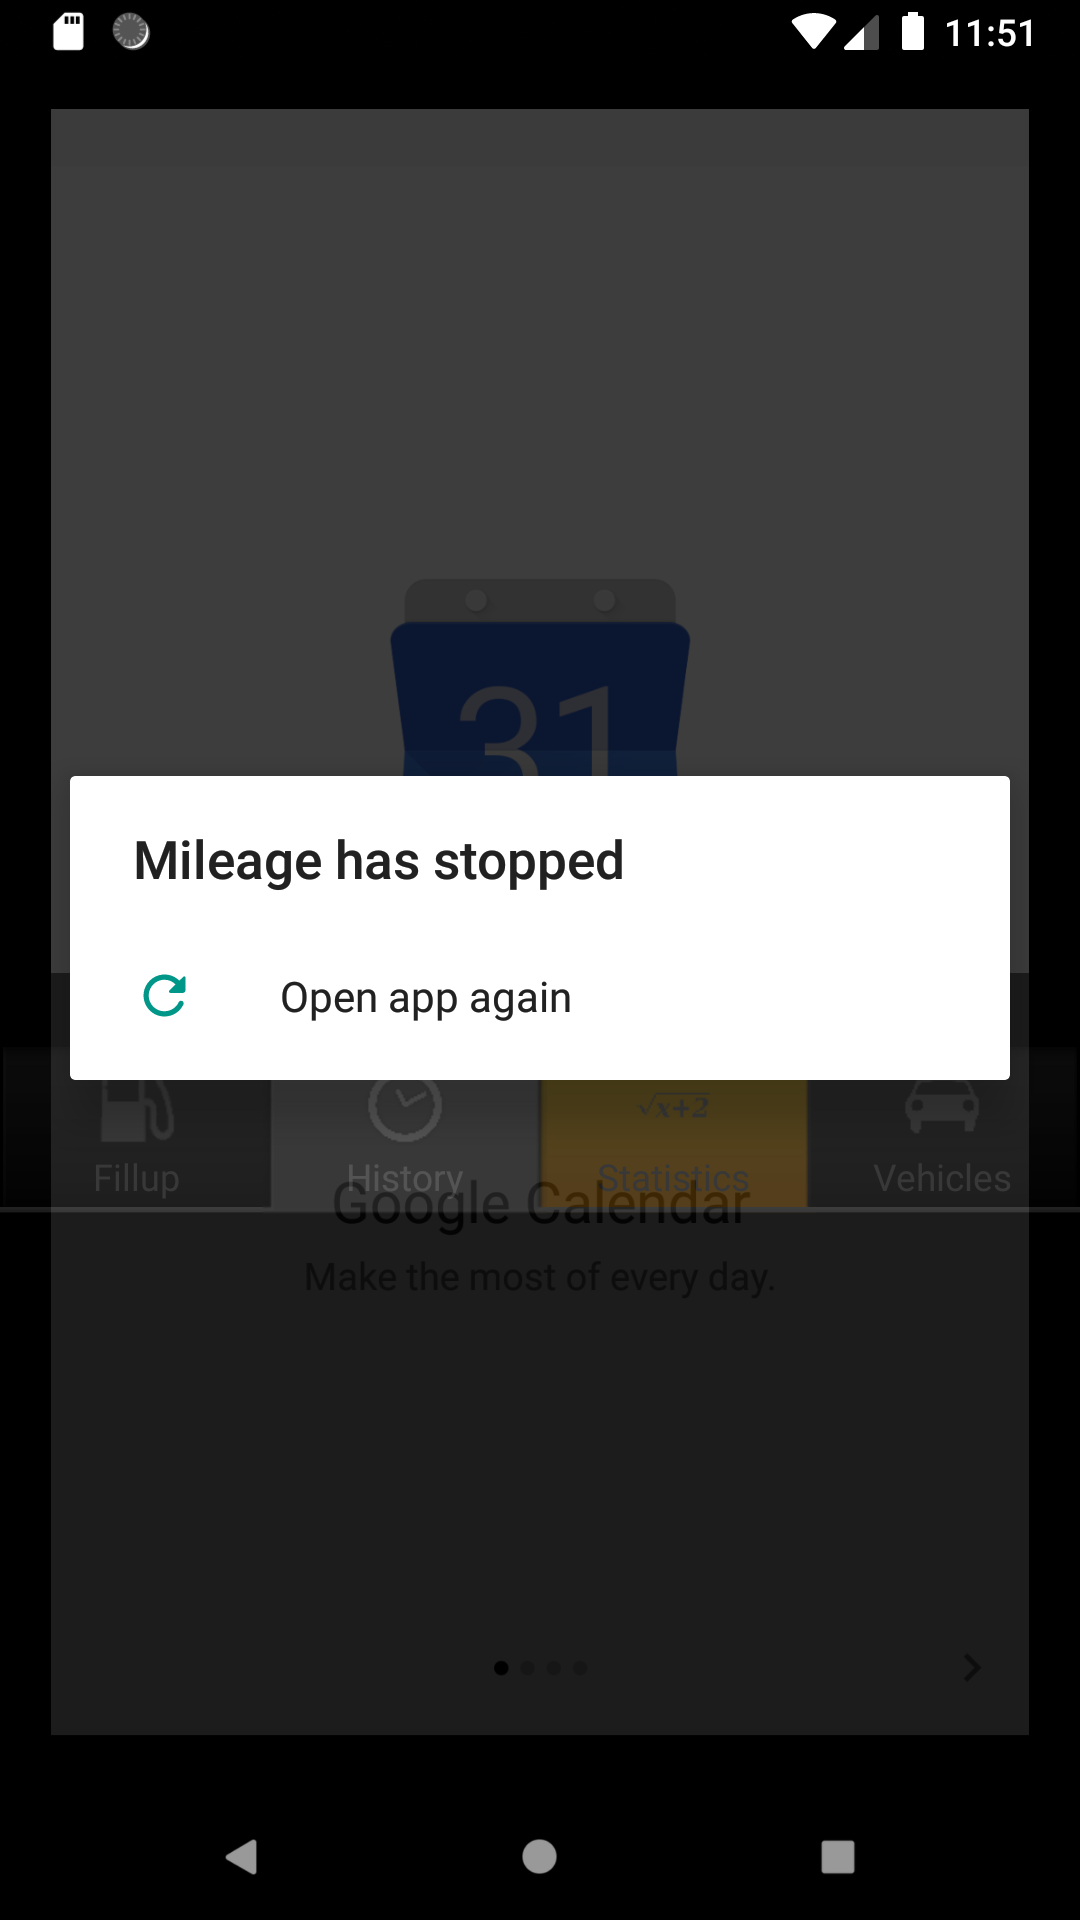 11:51
31
Mileage has stopped
Open app again
√x+2
Fillup
History
Statistics
Vehicles
Google Calendar
Make the most of every day.